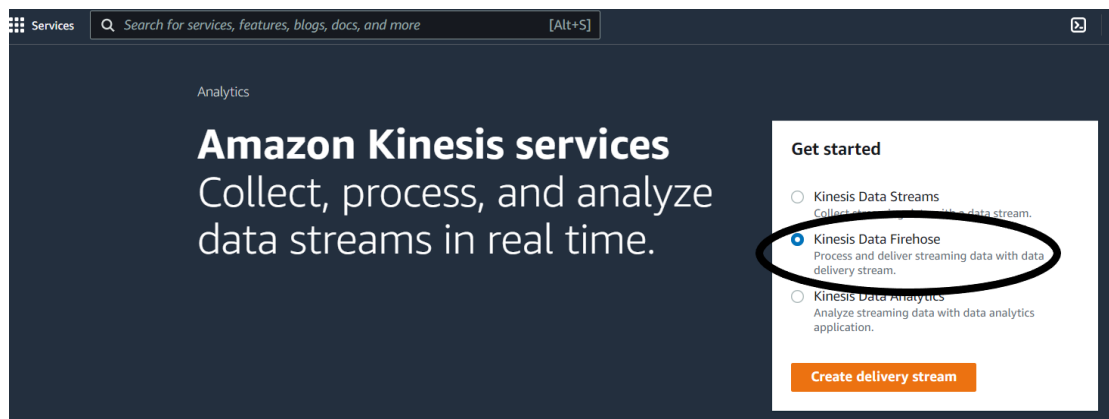 Services
Search for services, features, blogs, docs, and more [Alt+S]
Analytics
Amazon Kinesis services
Collect, process, and analyze
data streams in real time.
Get started
Kinesis Data Streams
Collect streaming data with a data stream.
Kinesis Data Firehose
Process and deliver streaming data with data
delivery stream.
Kinesis Data Analytics
Analyze streaming data with data analytics
application.
Create delivery stream